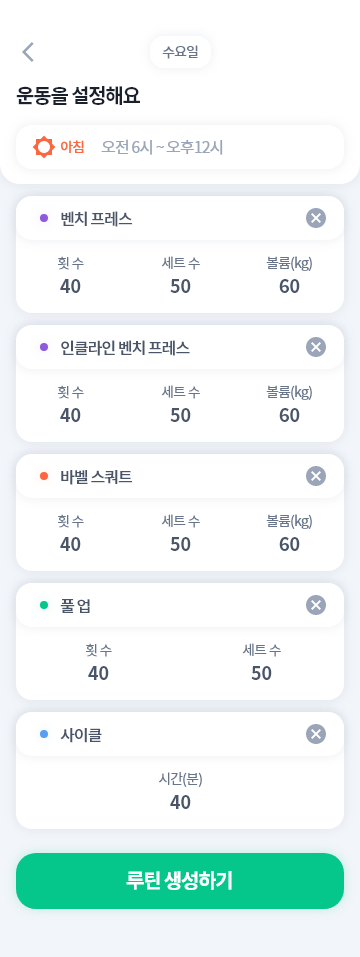 수요일
운동을 설정해요
아침 오전 6시 ~ 오후12시
벤치 프레스
횟 수 세트 수 볼륨(kg)
40 50 60
인클라인 벤치 프레스
횟 수 세트 수 볼륨(kg)
40 50 60
바벨 스쿼트
횟 수 세트 수 볼륨(kg)
40 50 60
풀 업
횟 수 세트 수
40 50
사이클
시간(분)
40
루틴 생성하기